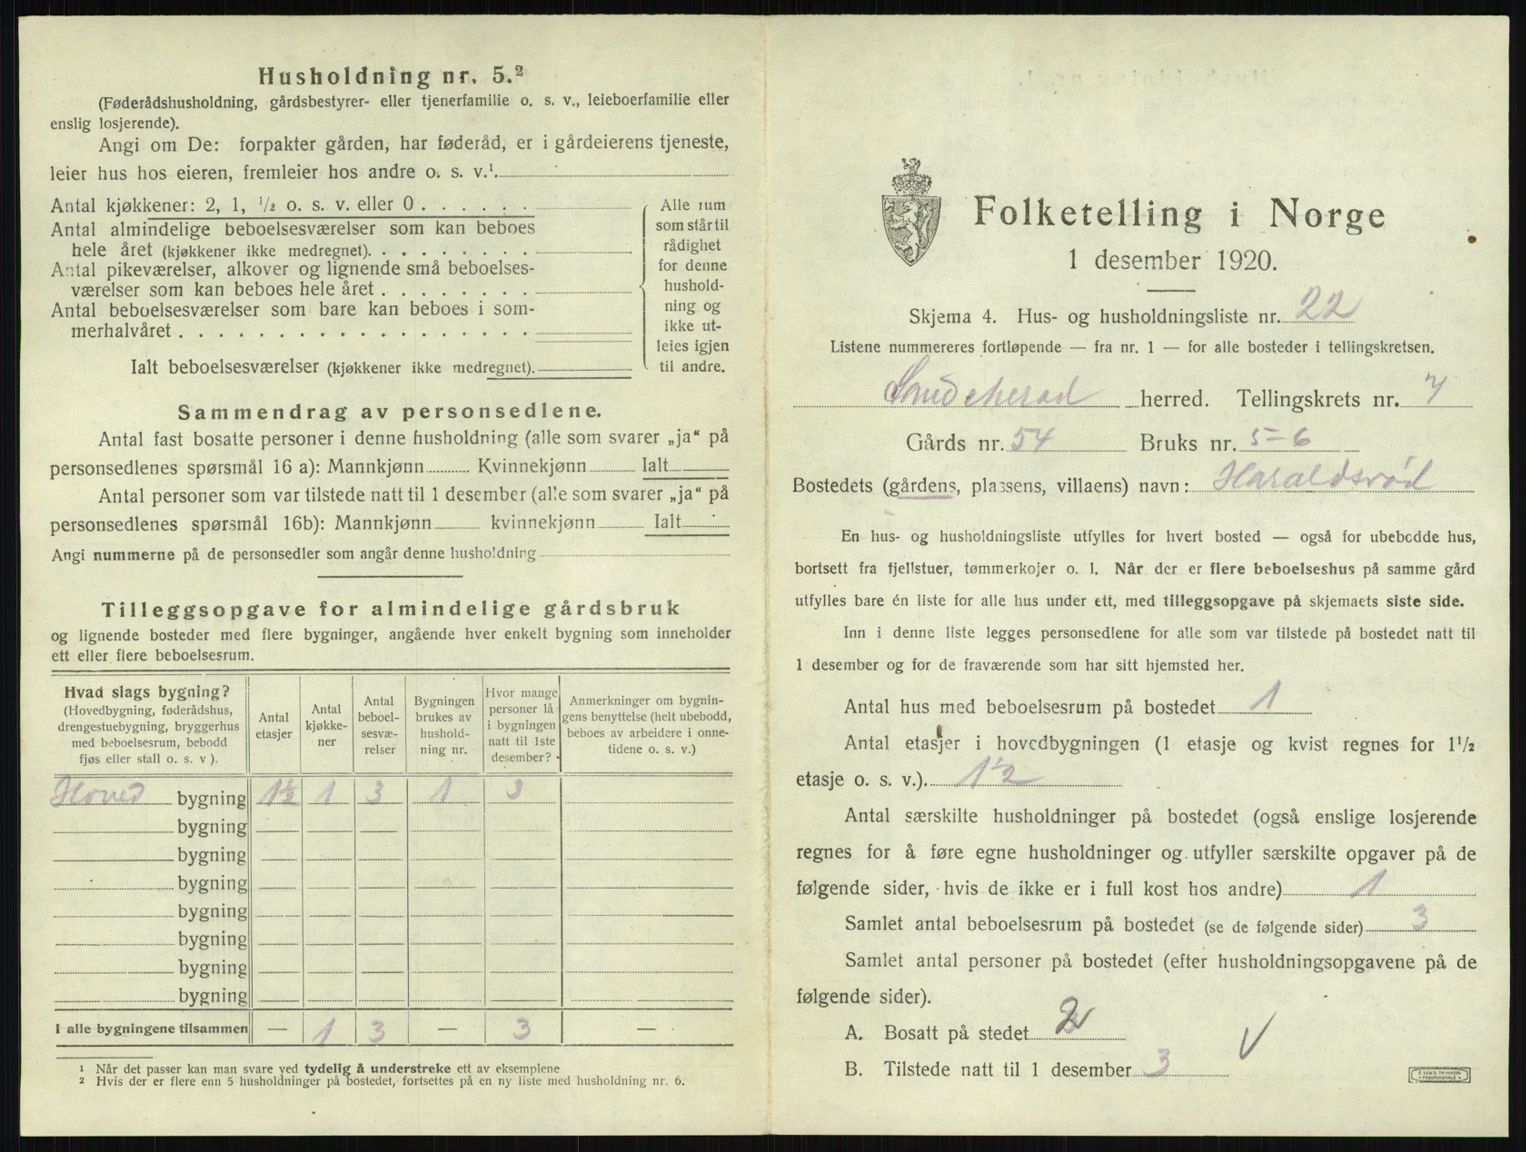 Husholdning nr. 5.²
(Føderådshusholdning, gårdsbestyrer- eller tjenerfamilie o. s. v., leieboerfamilie eller
enslig losjerende).
Angi om De: forpakter gården, har føderåd, er i gårdeierens tjeneste,
leier hus hos eieren, fremleier hos andre o. s. v.¹
Antal kjøkkener: 2, 1, ½ o. s. v. eller 0
Antal almindelige beboelsesværelser som kan beboes
hele året (kjøkkener ikke medregnet)
Antal pikeværelser, alkover og lignende små beboelses-
værelser som kan beboes hele året
Antal beboelsesværelser som bare kan beboes i som-
merhalvåret
Ialt beboelsesværelser (kjøkkener ikke medregnet).
Alle rum
som står til
rådighet
for denne
hushold-
ning og
ikke ut-
leies igjen
til andre.
Sammendrag av personsedlene.
Antal fast bosatte personer i denne husholdning (alle som svarer „ja“ på
personsedlenes spørsmål 16 a): Mannkjønn Kvinnekjønn Ialt
Antal personer som var tilstede natt til 1 desember (alle som svarer „ja“ på
personsedlenes spørsmål 16b): Mannkjønn kvinnekjønn Ialt
Angi nummerne på de personsedler som angår denne husholdning
Tilleggsopgave for almindelige gårdsbruk
og lignende bosteder med flere bygninger, angående hver enkelt bygning som inneholder
ett eller flere beboelsesrum.
Hvad slags bygning?
(Hovedbygning, føderådshus,
drengestuebygning, bryggerhus
med beboelsesrum, bebodd
fjøs eller stall o. s. v ).
Antal
etasjer
Antal
kjøkke-
ner
Antal
beboel-
sesvæ-
relser
Bygningen
brukes av
hushold-
ning nr.
Hvor mange
personer lå
i bygningen
natt til 1ste
desember?
Anmerkninger om bygnin-
gens benyttelse (helt ubebodd,
beboes av arbeidere i onne-
tidene o. s. v.)
Hoved bygning 1½ 1 3 1 3
bygning
bygning
bygning
bygning
bygning
bygning
bygning
I alle bygningene tilsammen — 1 3 — 3 —
¹ Når det passer kan man svare ved tydelig å understreke ett av eksemplene
² Hvis der er flere enn 5 husholdninger på bostedet, fortsettes på en ny liste med husholdning nr. 6.
Folketelling i Norge
1 desember 1920.
Skjema 4. Hus- og husholdningsliste nr. 22
Listene nummereres fortløpende — fra nr. 1 — for alle bosteder i tellingskretsen.
Sandeherad herred. Tellingskrets nr. 7
Gårds nr. 54 Bruks nr. 5-6
Bostedets (gårdens, plassens, villaens) navn: Haraldsrød
En hus- og husholdningsliste utfylles for hvert bosted — også for ubebodde hus,
bortsett fra fjellstuer, tømmerkojer o. l. Når der er flere beboelseshus på samme gård
utfylles bare én liste for alle hus under ett, med tilleggsopgave på skjemaets siste side.
Inn i denne liste legges personsedlene for alle som var tilstede på bostedet natt til
1 desember og for de fraværende som har sitt hjemsted her.
Antal hus med beboelsesrum på bostedet 1
Antal etasjer i hovedbygningen (1 etasje og kvist regnes for 1½
etasje o. s. v.). 1½
Antal særskilte husholdninger på bostedet (også enslige losjerende
regnes for å føre egne husholdninger og utfyller særskilte opgaver på de
følgende sider, hvis de ikke er i full kost hos andre) 1
Samlet antal beboelsesrum på bostedet (se de følgende sider) 3
Samlet antal personer på bostedet (efter husholdningsopgavene på de
følgende sider).
A. Bosatt på stedet 2
B. Tilstede natt til 1 desember 3